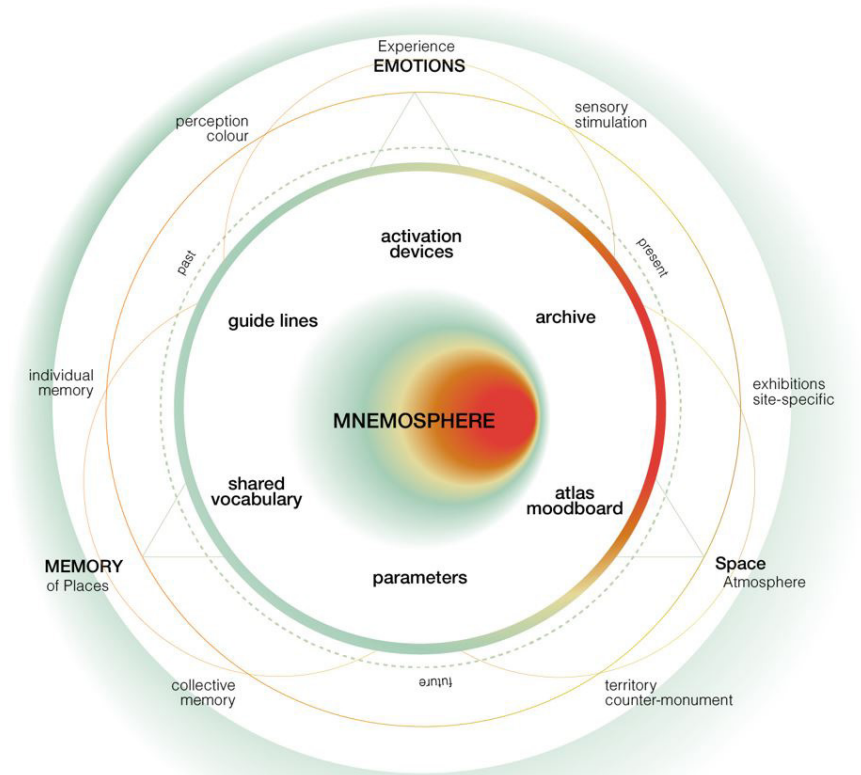 Experience
EMOTIONS
perception
colour
sensory
stimulation
activation
devices
past
present
guide lines
archive
individual
memory
exhibitions
site-specific
MNEMOSPHERE
shared
vocabulary
atlas
moodboard
MEMORY
of Places
Space
Atmosphere
parameters
future
collective
memory
territory
counter-monument